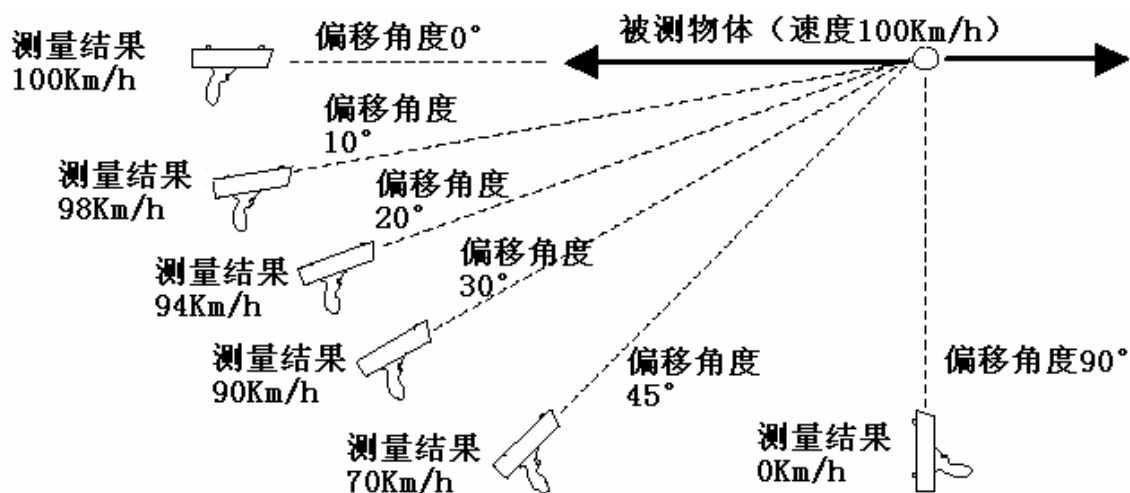 测量结果
100Km/h
偏移角度0°
被测物体（速度100Km/h）
偏移角度
10°
测量结果
98Km/h
偏移角度
20°
测量结果
94Km/h
偏移角度
30°
测量结果
90Km/h
偏移角度
45°
测量结果
70Km/h
偏移角度90°
测量结果
0Km/h